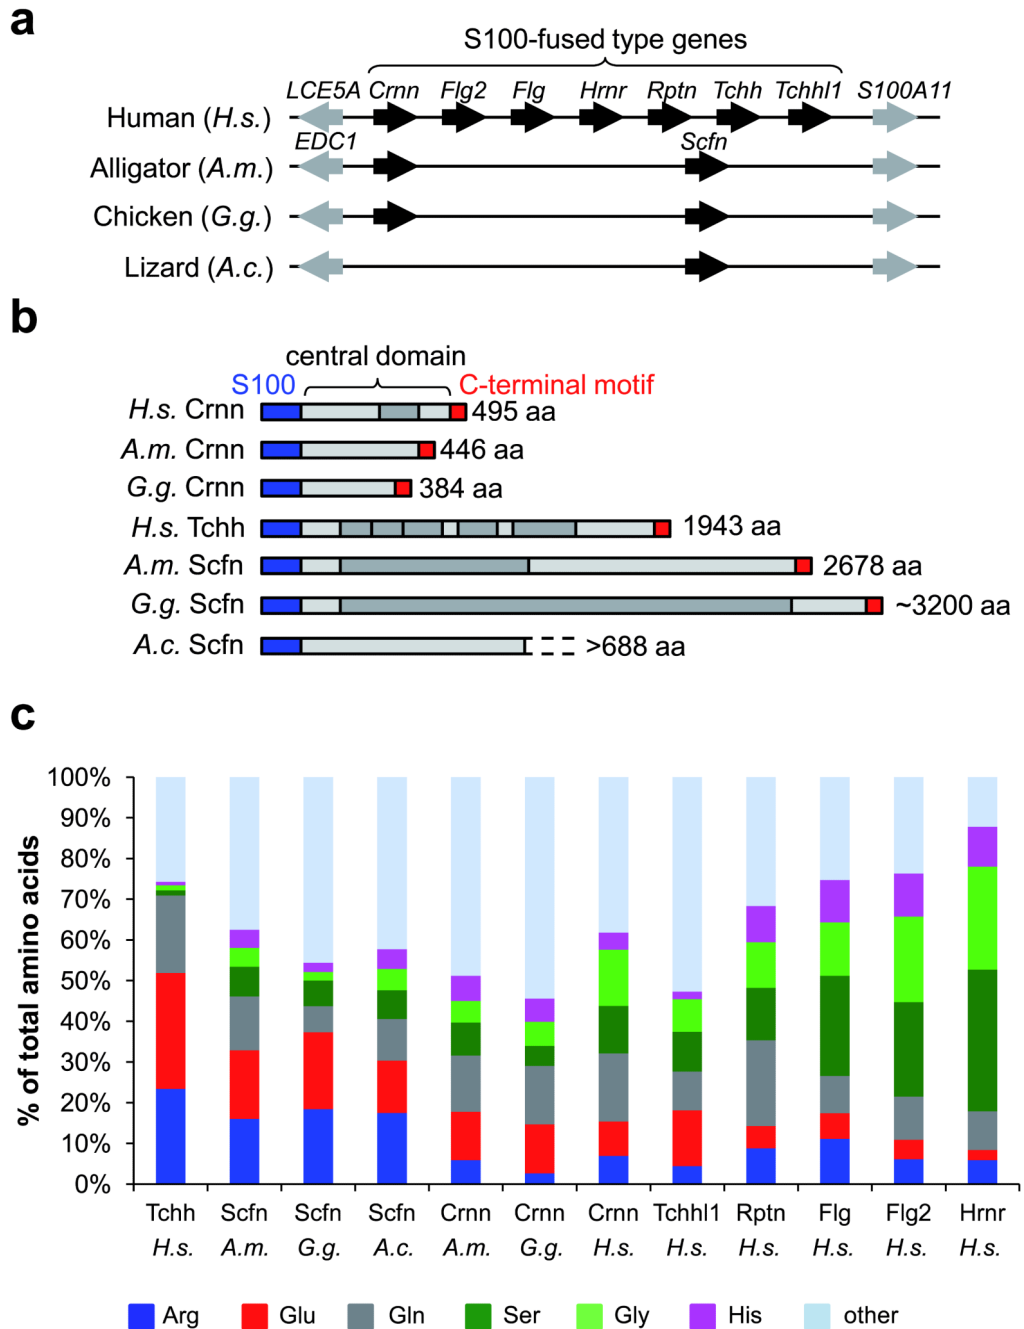 a
S100-fused type genes
LCE5A Crnn Flg2 Flg Hrnr Rptn Tchh Tchhl1 S100A11
Human (H.s.)
EDC1 Scfn
Alligator (A.m.)
Chicken (G.g.)
Lizard (A.c.)
b
central domain
S100 C-terminal motif
H.s. Crnn 495 aa
A.m. Crnn 446 aa
G.g. Crnn 384 aa
H.s. Tchh 1943 aa
A.m. Scfn 2678 aa
G.g. Scfn ~3200 aa
A.c. Scfn >688 aa
c
% of total amino acids
100%
90%
80%
70%
60%
50%
40%
30%
20%
10%
0%
Tchh Scfn Scfn Scfn Crnn Crnn Crnn Tchhl1 Rptn Flg Flg2 Hrnr
H.s. A.m. G.g. A.c. A.m. G.g. H.s. H.s. H.s. H.s. H.s. H.s.
Arg Glu Gln Ser Gly His other